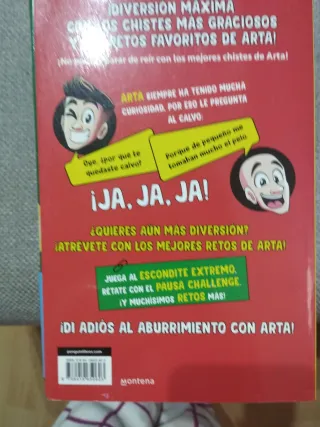 ¡DIVERSIÓN MÁXIMA
CON LOS CHISTES MÁS GRACIOSOS
RETOS FAVORITOS DE ARTA!
¡No parar de reír con los mejores chistes de Arta!
ARTA SIEMPRE HA TENIDO MUCHA
CURIOSIDAD, POR ESO LE PREGUNTA
AL CALVO:
Oye, ¿por qué te
quedaste calvo?
Porque de pequeño me
tomaban mucho el pelo.
¡JA, JA, JA!
¿QUIERES AÚN MÁS DIVERSIÓN?
¡ATRÉVETE CON LOS MEJORES RETOS DE ARTA!
JUEGA AL ESCONDITE EXTREMO,
RÉTATE CON EL PAUSA CHALLENGE,
¡Y MUCHÍSIMOS RETOS MÁS!
¡DI ADIÓS AL ABURRIMIENTO CON ARTA!
montena